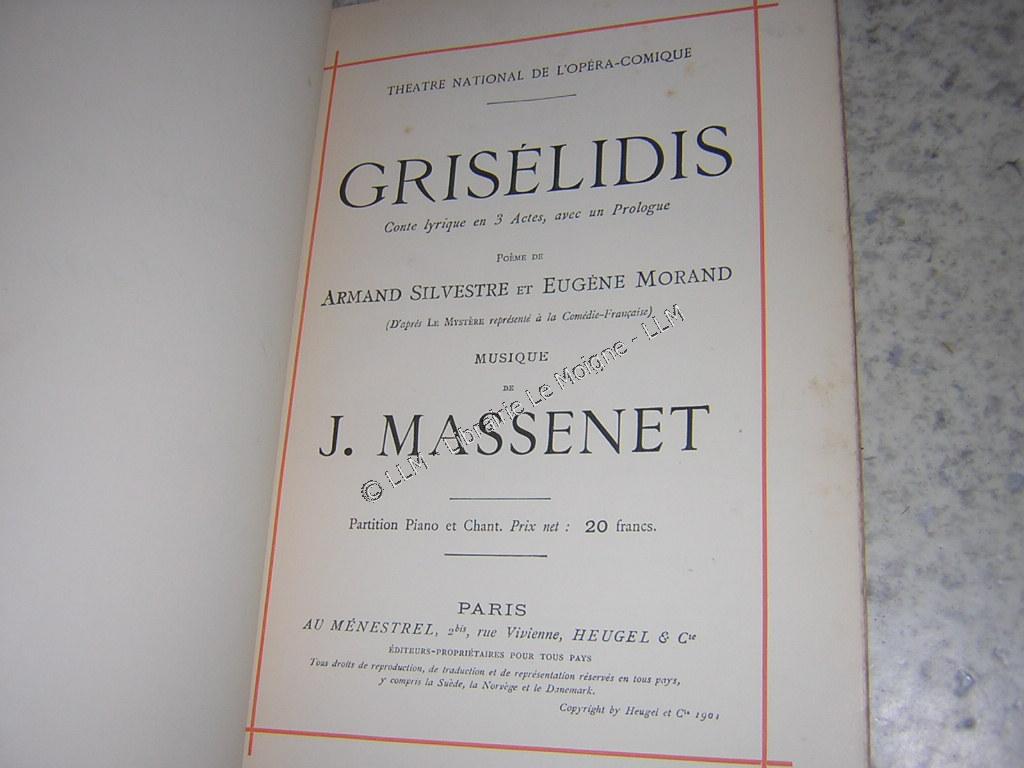 THEATRE NATIONAL DE L'OPÉRA-COMIQUE
GRISÉLIDIS
Conte lyrique en 3 Actes, avec un Prologue
POÈME DE
ARMAND SILVESTRE ET EUGÈNE MORAND
(D'après LE MYSTÈRE représenté à la Comédie-Française)
MUSIQUE
DE
J. MASSENET
© LLM - Librairie Le Moigne - LLM
Partition Piano et Chant. Prix net : 20 francs.
PARIS
AU MÉNESTREL, 2bis, rue Vivienne, HEUGEL & Cie
ÉDITEURS-PROPRIÉTAIRES POUR TOUS PAYS
Tous droits de reproduction, de traduction et de représentation réservés en tous pays,
y compris la Suède, la Norvège et le Danemark.
Copyright by Heugel et Cie 1901